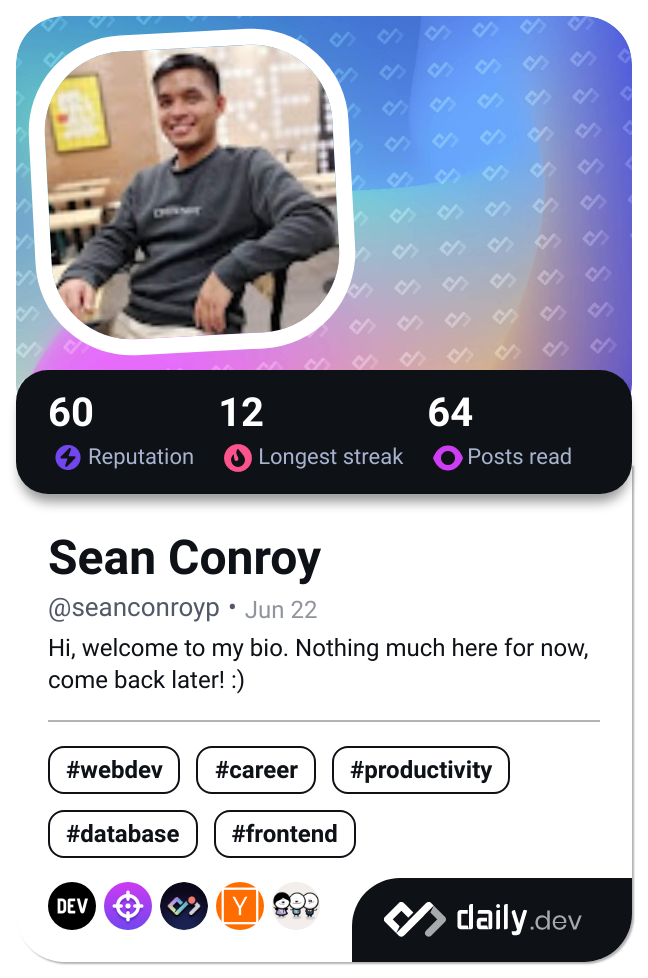 60 12 64
Reputation Longest streak Posts read
Sean Conroy
@seanconroyp • Jun 22
Hi, welcome to my bio. Nothing much here for now,
come back later! :)
#webdev #career #productivity
#database #frontend
DEV Y
daily.dev